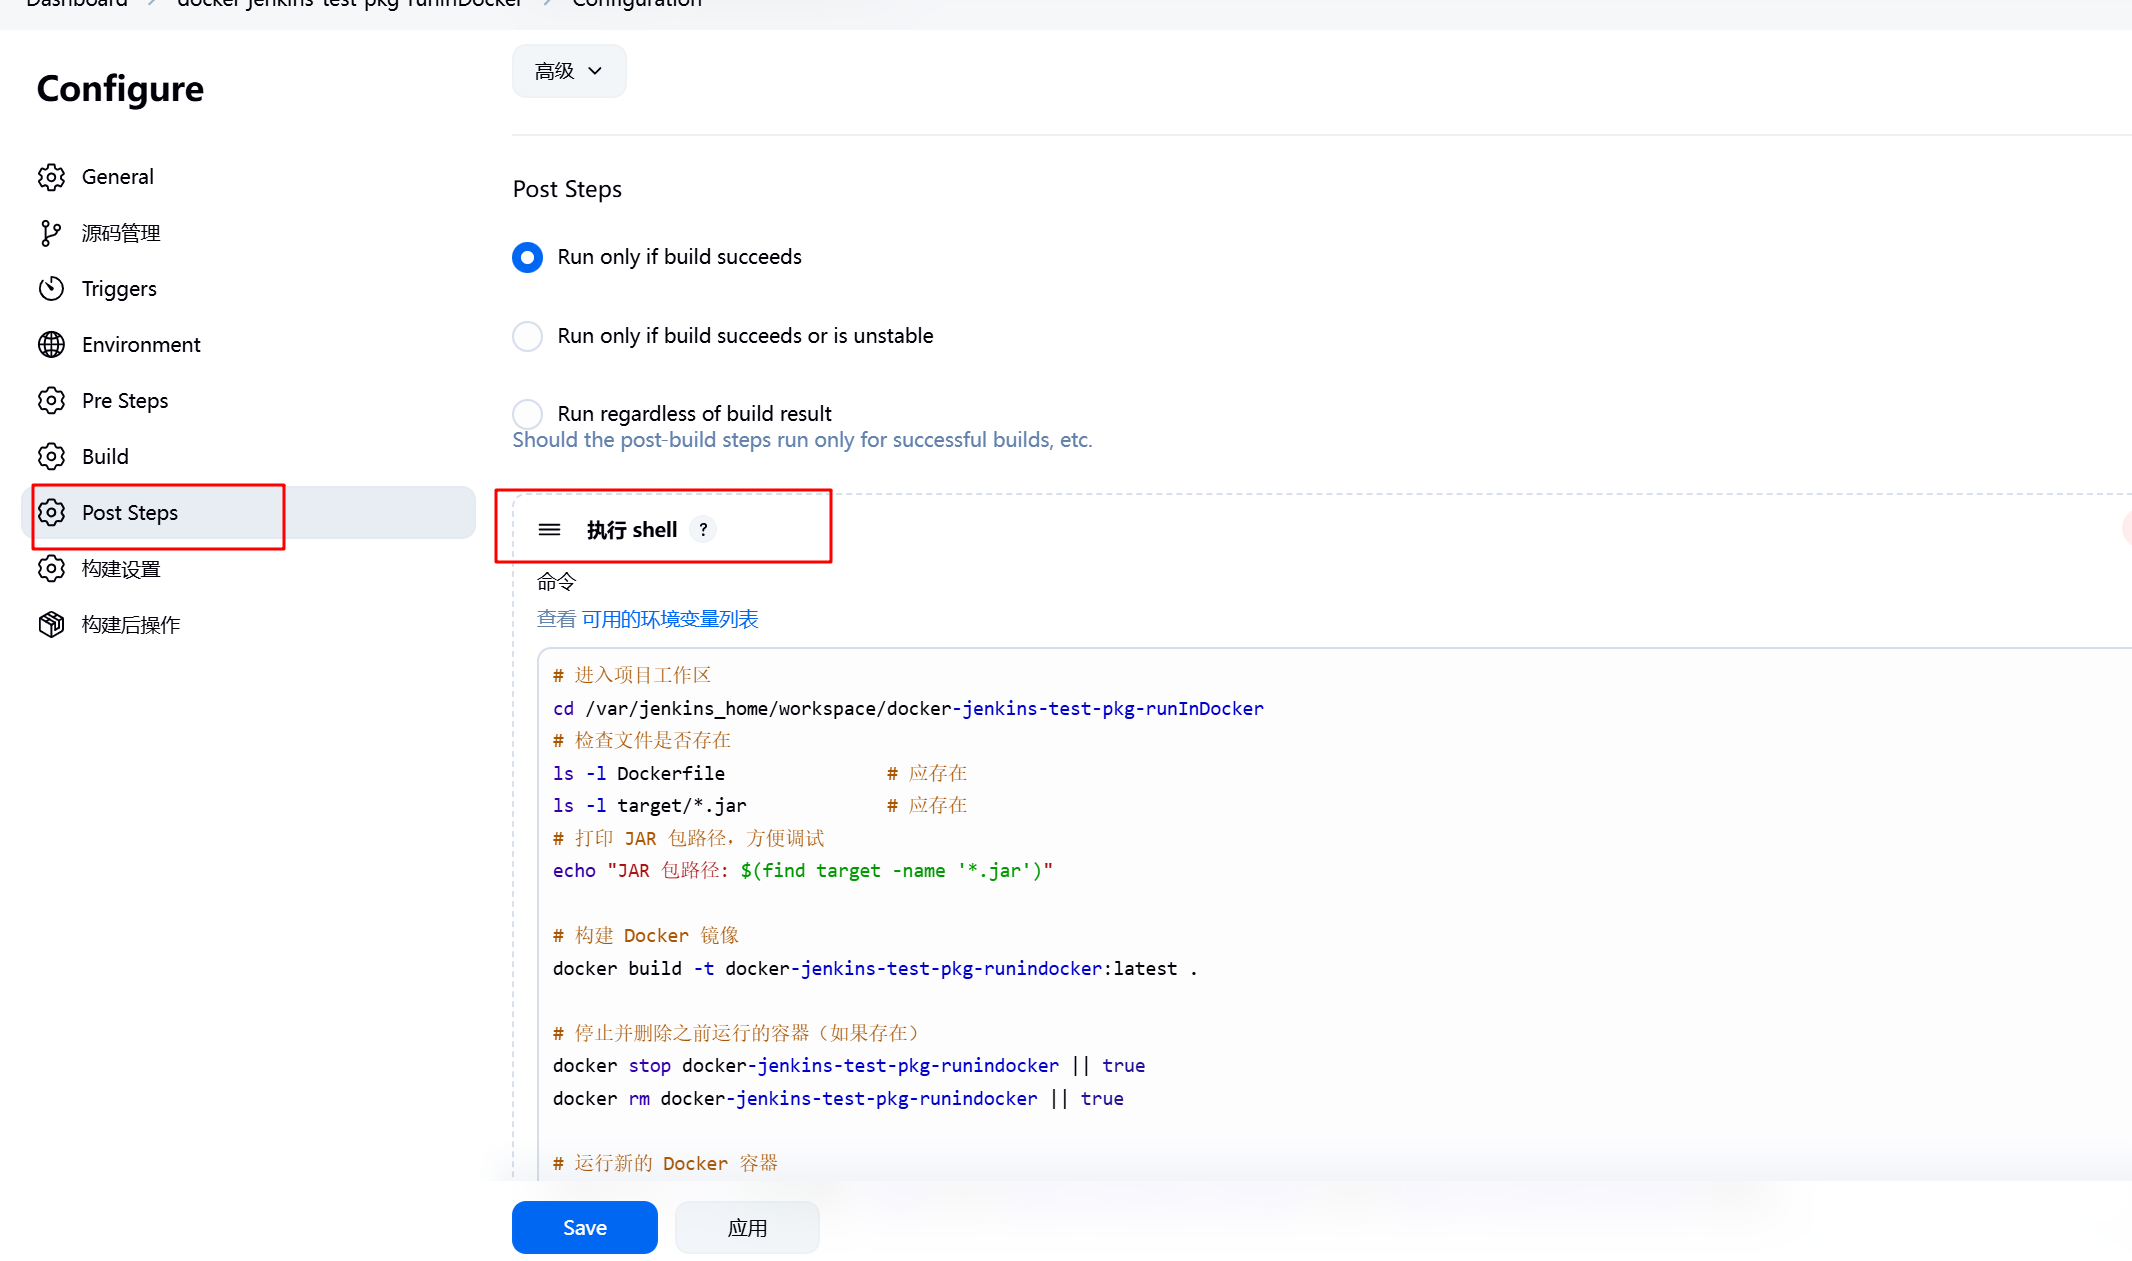 Dashboard > docker-jenkins-test-pkg-runInDocker > Configuration
Configure
General
源码管理
Triggers
Environment
Pre Steps
Build
Post Steps
构建设置
构建后操作
高级
Post Steps
Run only if build succeeds
Run only if build succeeds or is unstable
Run regardless of build result
Should the post-build steps run only for successful builds, etc.
执行 shell ?
命令
查看 可用的环境变量列表
# 进入项目工作区
cd /var/jenkins_home/workspace/docker-jenkins-test-pkg-runInDocker
# 检查文件是否存在
ls -l Dockerfile # 应存在
ls -l target/*.jar # 应存在
# 打印 JAR 包路径，方便调试
echo "JAR 包路径: $(find target -name '*.jar')"
# 构建 Docker 镜像
docker build -t docker-jenkins-test-pkg-runindocker:latest .
# 停止并删除之前运行的容器（如果存在）
docker stop docker-jenkins-test-pkg-runindocker || true
docker rm docker-jenkins-test-pkg-runindocker || true
# 运行新的 Docker 容器
Save
应用